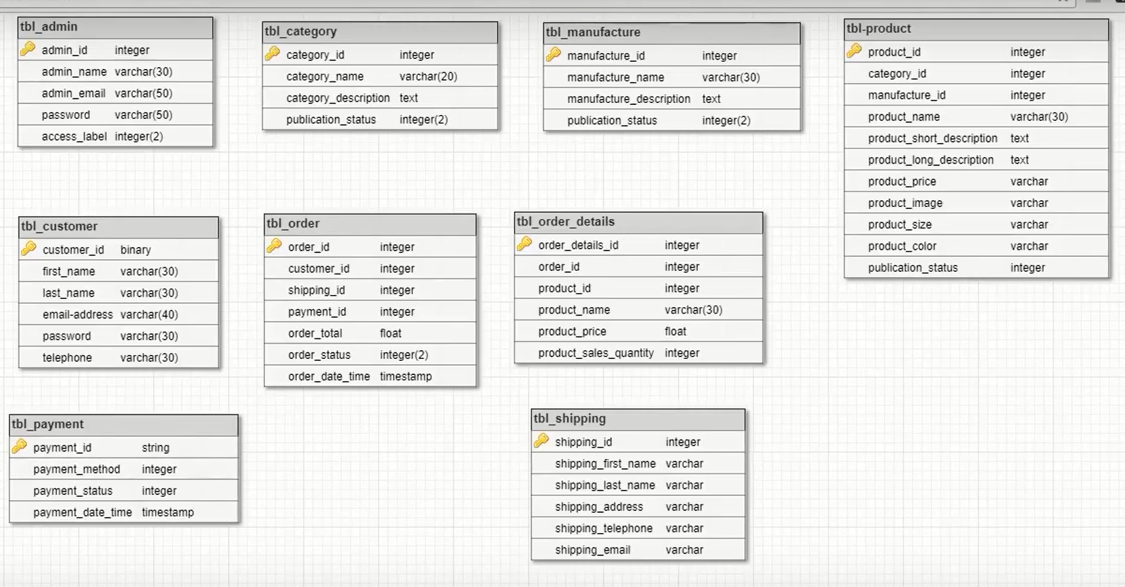 tbl_admin
admin_id integer
admin_name varchar(30)
admin_email varchar(50)
password varchar(50)
access_label integer(2)
tbl_category
category_id integer
category_name varchar(20)
category_description text
publication_status integer(2)
tbl_manufacture
manufacture_id integer
manufacture_name varchar(30)
manufacture_description text
publication_status integer(2)
tbl-product
product_id integer
category_id integer
manufacture_id integer
product_name varchar(30)
product_short_description text
product_long_description text
product_price varchar
product_image varchar
product_size varchar
product_color varchar
publication_status integer
tbl_customer
customer_id binary
first_name varchar(30)
last_name varchar(30)
email-address varchar(40)
password varchar(30)
telephone varchar(30)
tbl_order
order_id integer
customer_id integer
shipping_id integer
payment_id integer
order_total float
order_status integer(2)
order_date_time timestamp
tbl_order_details
order_details_id integer
order_id integer
product_id integer
product_name varchar(30)
product_price float
product_sales_quantity integer
tbl_payment
payment_id string
payment_method integer
payment_status integer
payment_date_time timestamp
tbl_shipping
shipping_id integer
shipping_first_name varchar
shipping_last_name varchar
shipping_address varchar
shipping_telephone varchar
shipping_email varchar